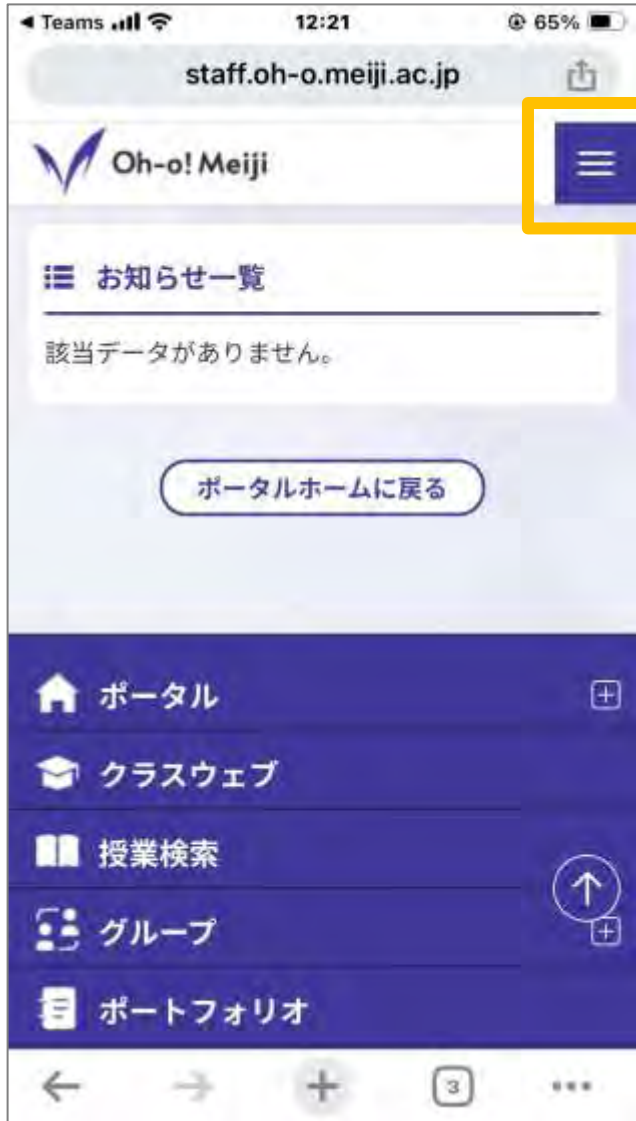 Teams 12:21 65%
staff.oh-o.meiji.ac.jp
Oh-o! Meiji
お知らせ一覧
該当データがありません。
ポータルホームに戻る
ポータル
クラスウェブ
授業検索
グループ
ポートフォリオ
3